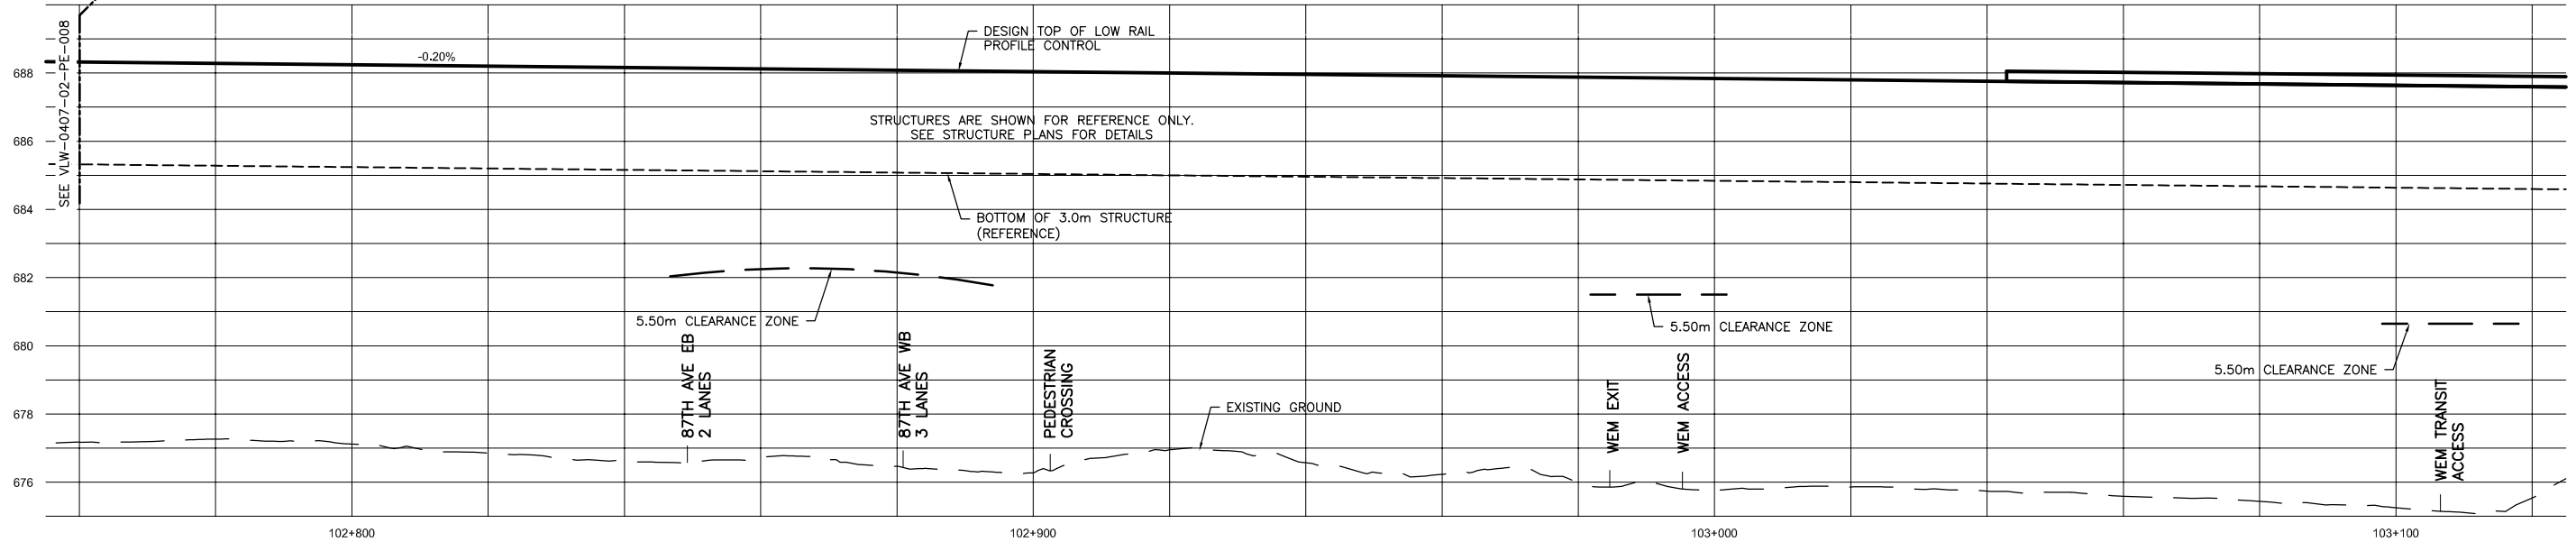 SEE VLW-0407-02-PE-008
688
686
684
682
680
678
676
-0.20%
DESIGN TOP OF LOW RAIL
PROFILE CONTROL
STRUCTURES ARE SHOWN FOR REFERENCE ONLY.
SEE STRUCTURE PLANS FOR DETAILS
BOTTOM OF 3.0m STRUCTURE
(REFERENCE)
5.50m CLEARANCE ZONE
5.50m CLEARANCE ZONE
5.50m CLEARANCE ZONE
87TH AVE EB
2 LANES
87TH AVE WB
3 LANES
PEDESTRIAN
CROSSING
EXISTING GROUND
WEM EXIT
WEM ACCESS
WEM TRANSIT
ACCESS
102+800
102+900
103+000
103+100